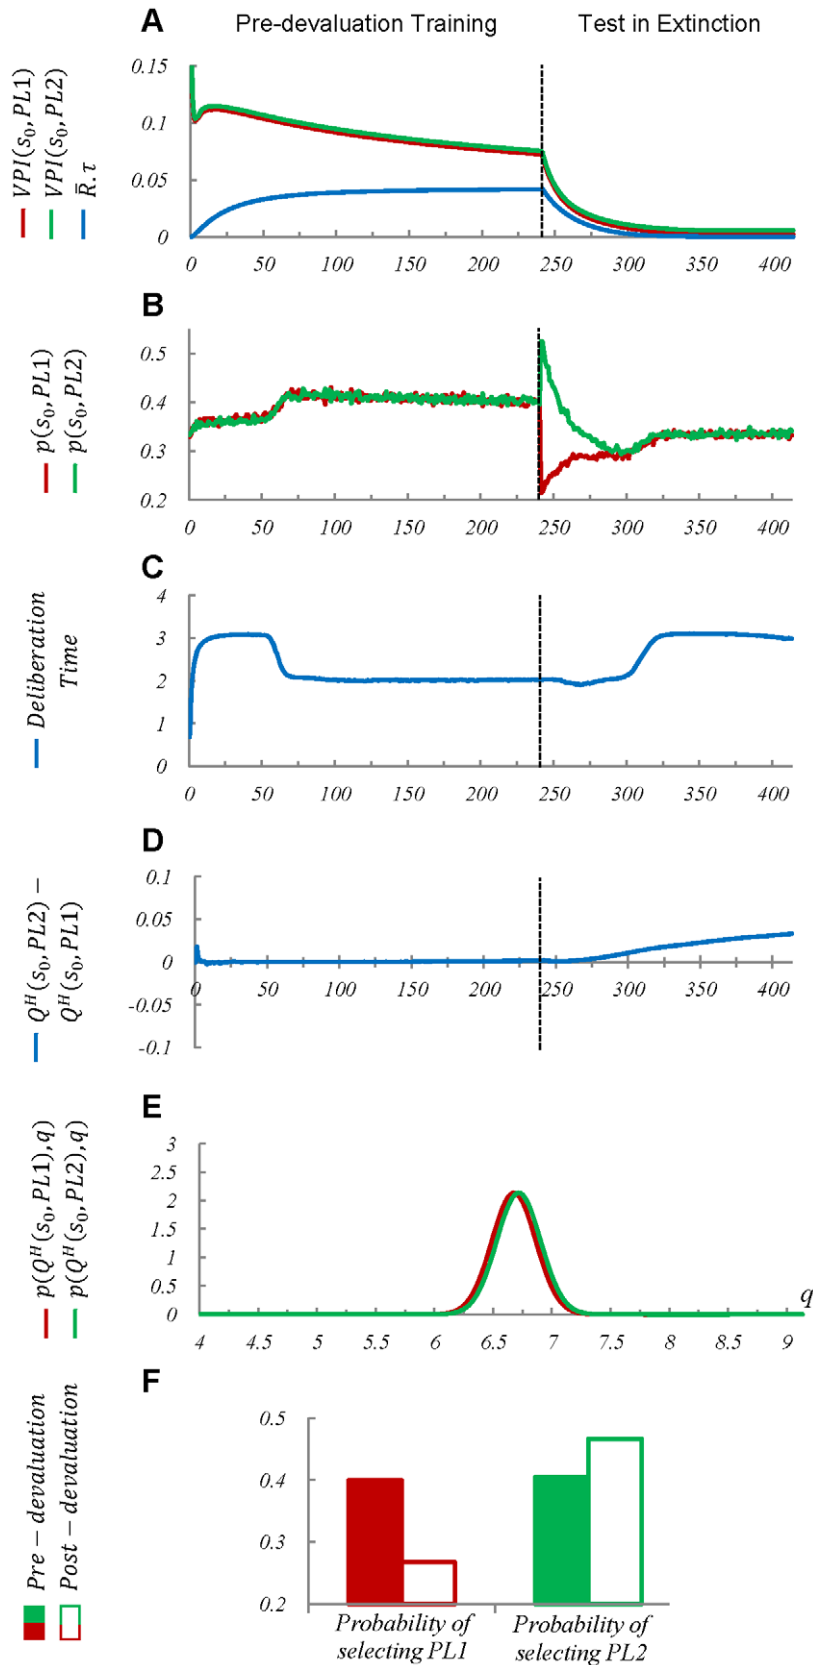 A
Pre-devaluation Training
Test in Extinction
VPI(s₀, PL1)
VPI(s₀, PL2)
R̄. τ
0.15
0.1
0.05
0
0 50 100 150 200 250 300 350 400
B
p(s₀, PL1)
p(s₀, PL2)
0.5
0.4
0.3
0.2
0 50 100 150 200 250 300 350 400
C
Deliberation
Time
4
3
2
1
0
0 50 100 150 200 250 300 350 400
D
Qᴴ(s₀, PL2) −
Qᴴ(s₀, PL1)
0.1
0.05
0
-0.05
-0.1
0 50 100 150 200 250 300 350 400
E
p(Qᴴ(s₀, PL1), q)
p(Qᴴ(s₀, PL2), q)
3
2.5
2
1.5
1
0.5
0
q
4 4.5 5 5.5 6 6.5 7 7.5 8 8.5 9
F
Pre − devaluation
Post − devaluation
0.5
0.4
0.3
0.2
Probability of
selecting PL1
Probability of
selecting PL2